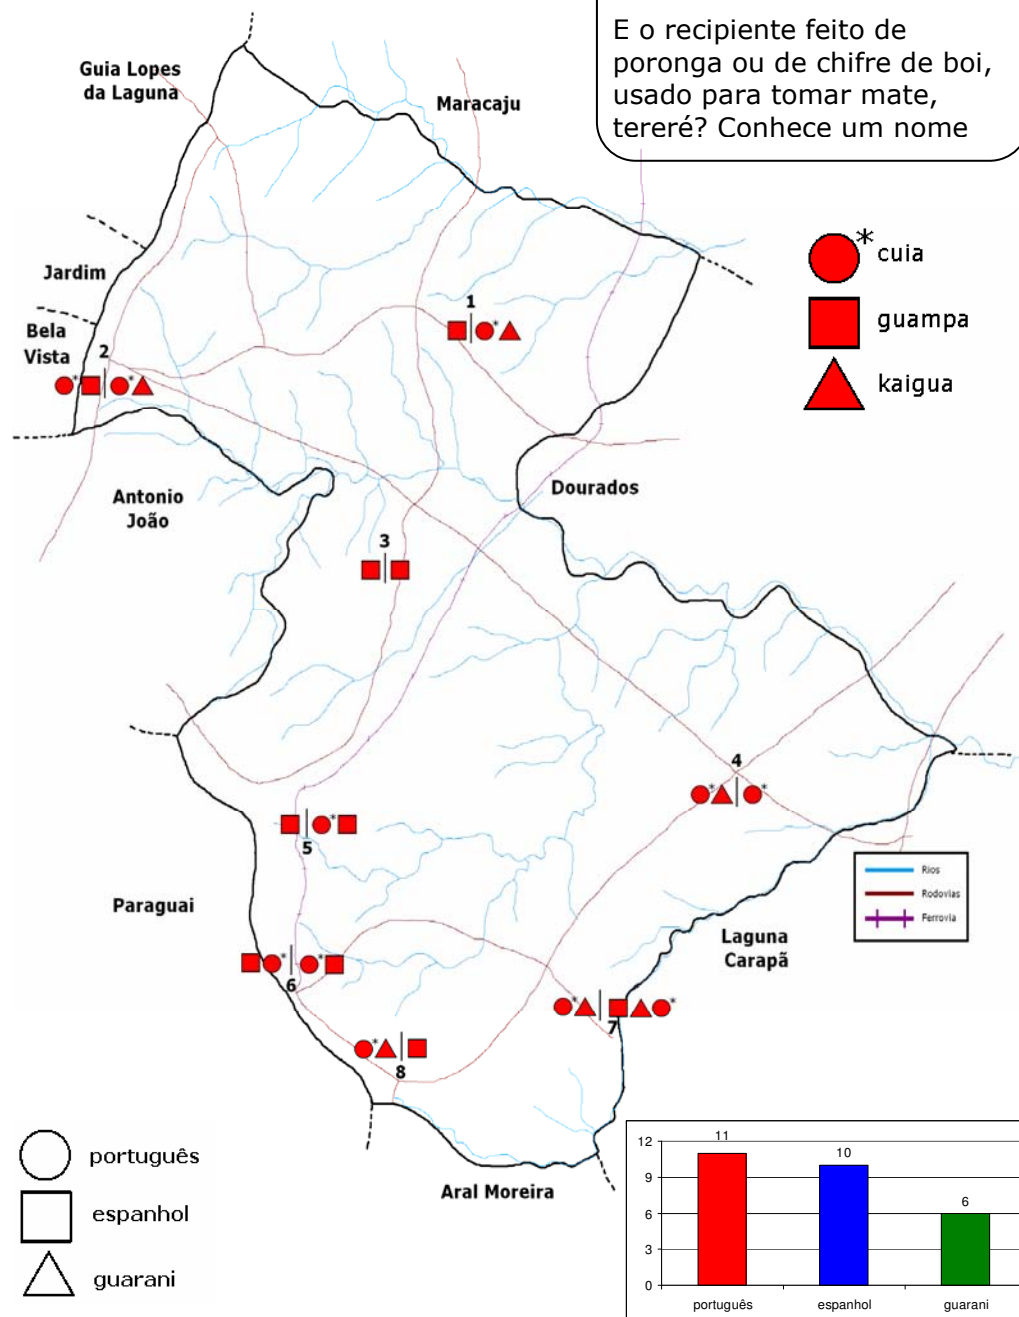 E o recipiente feito de
poronga ou de chifre de boi,
usado para tomar mate,
tereré? Conhece um nome
Guia Lopes
da Laguna
Maracaju
* cuia
guampa
kaigua
Jardim
Bela
Vista
1
*
2
* *
Antonio
João
Dourados
3
4
* *
5
*
Rios
Rodovias
Ferrovia
Paraguai
Laguna
Carapã
6
* *
7
* *
8
*
português
espanhol
guarani
Aral Moreira
12
9
6
3
0
11
10
6
português espanhol guarani